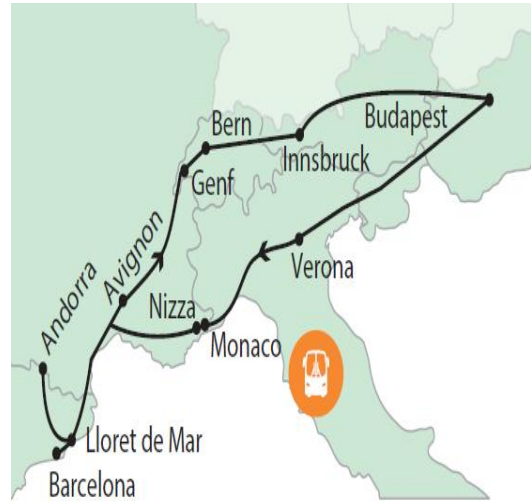 Budapest
Bern
Innsbruck
Genf
Avignon
Verona
Andorra
Nizza
Monaco
Lloret de Mar
Barcelona